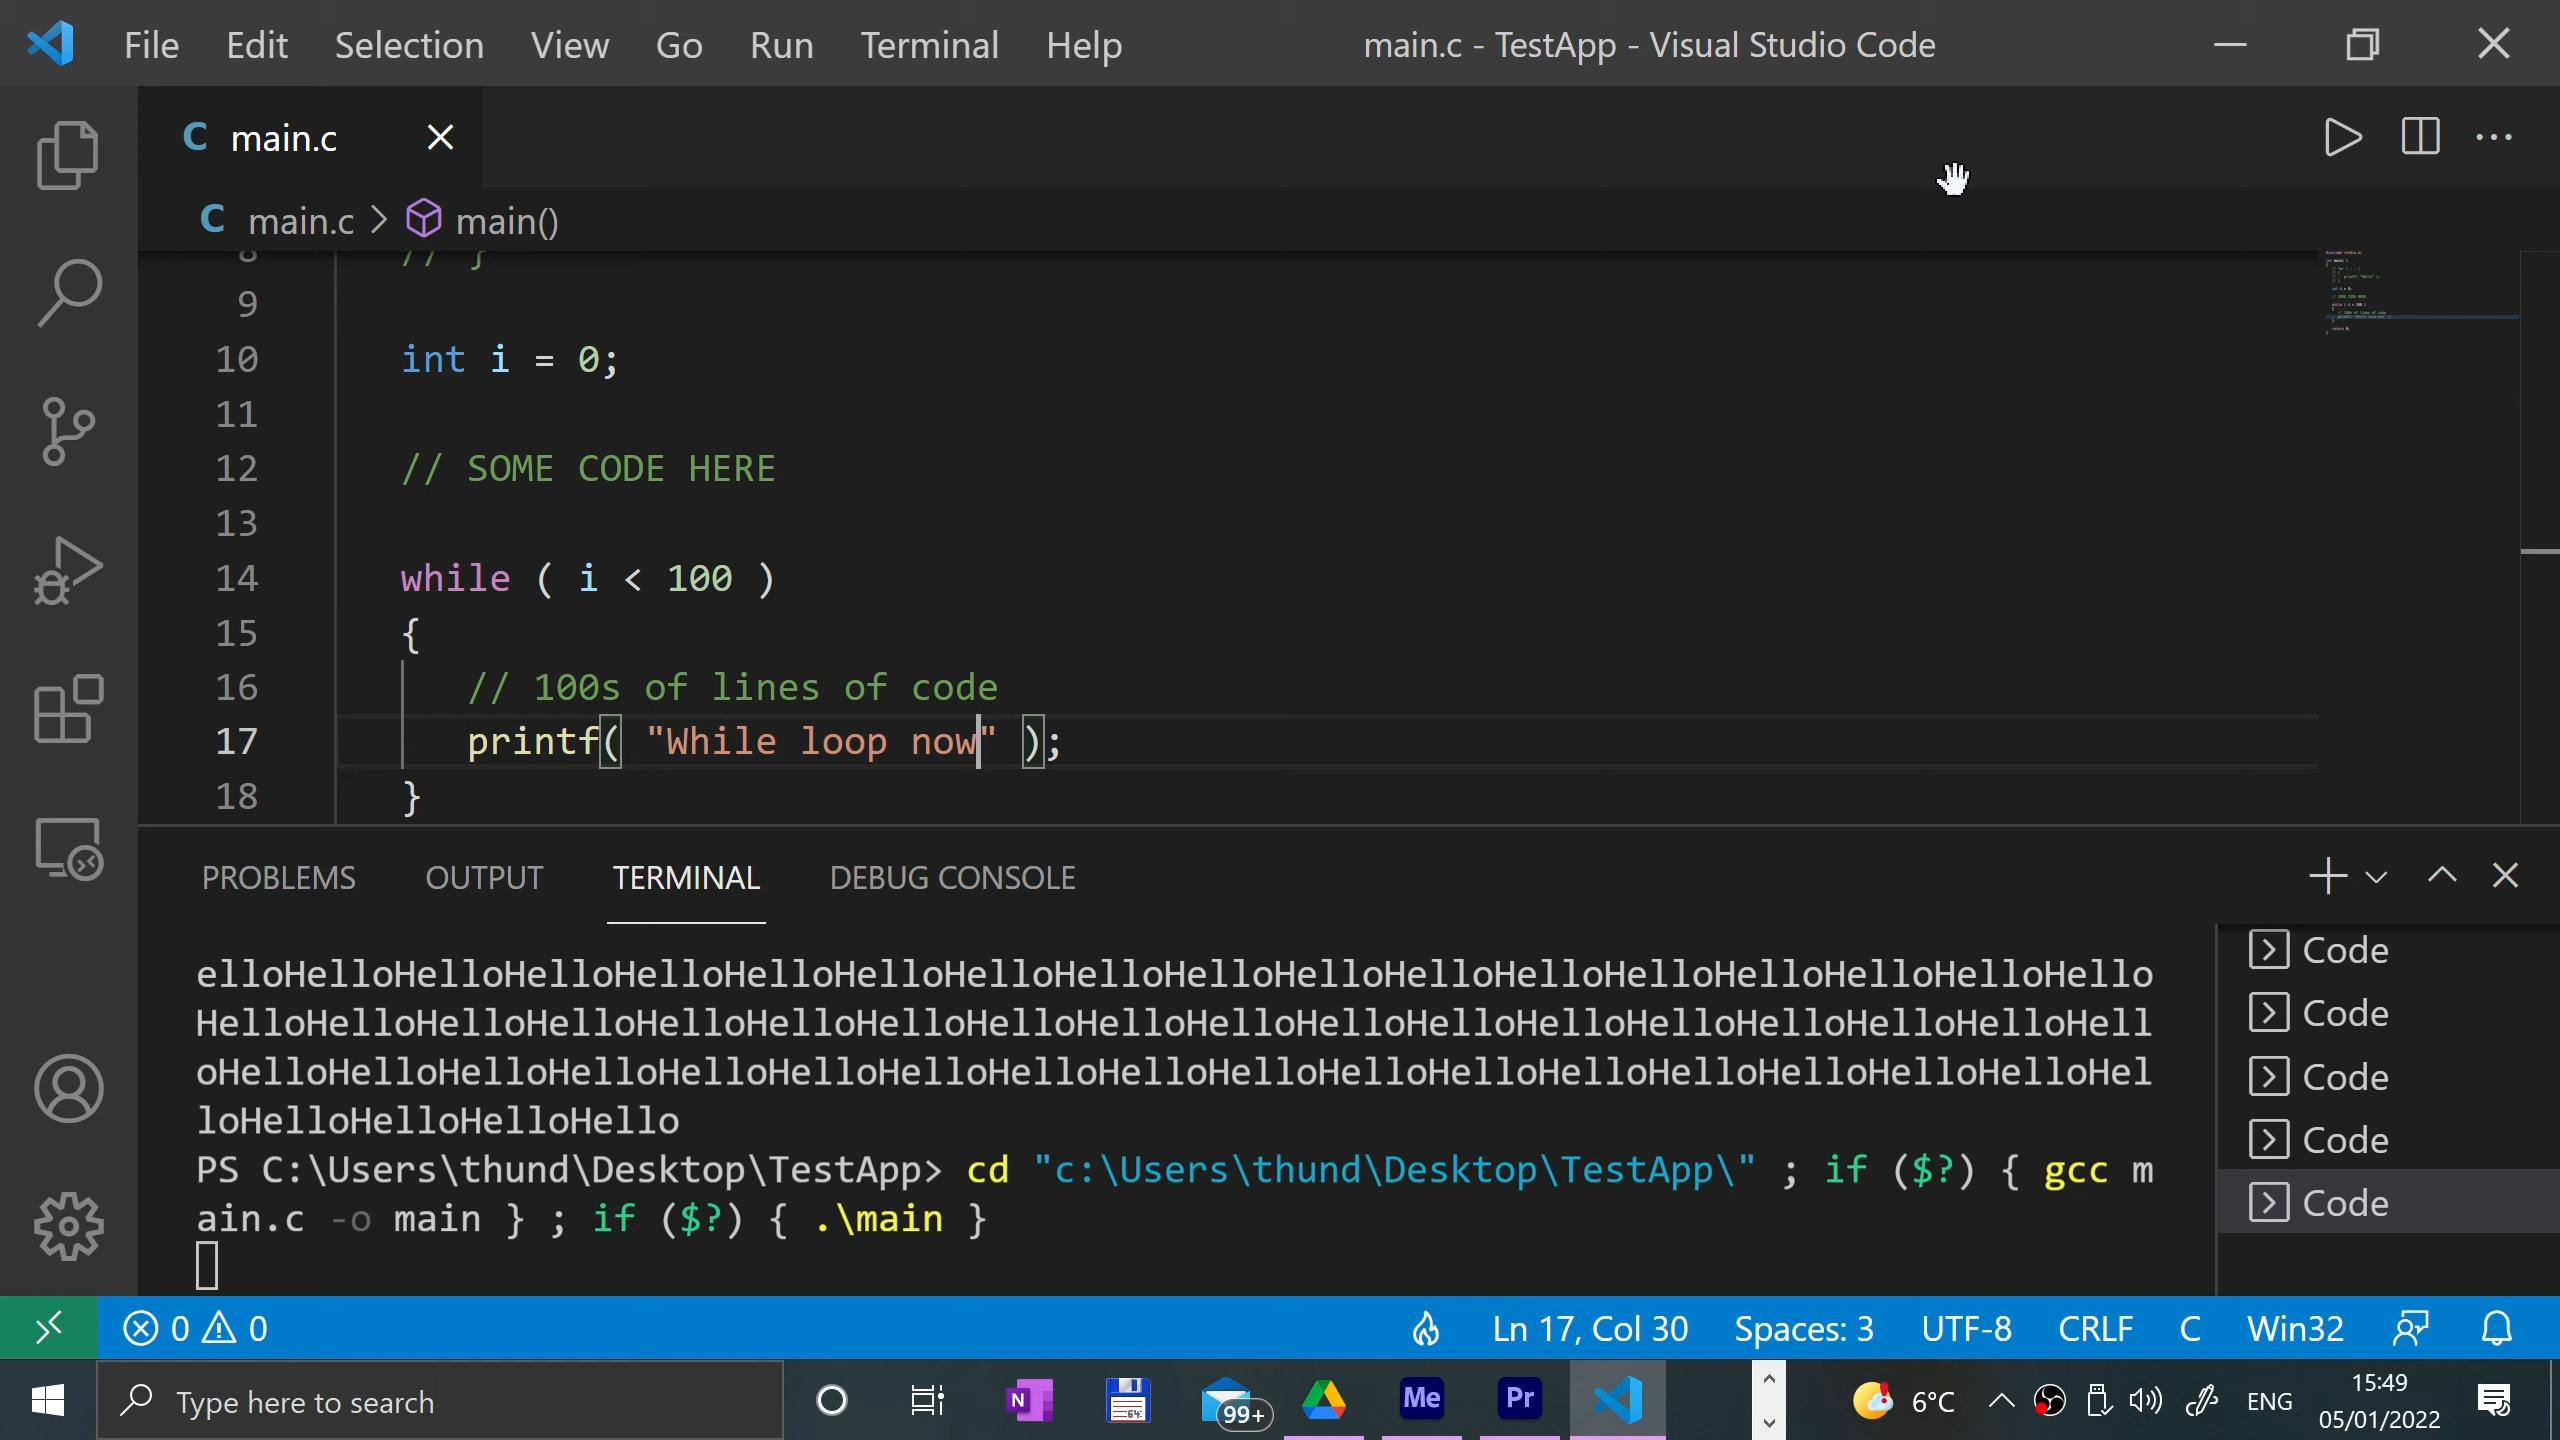 File Edit Selection View Go Run Terminal Help main.c - TestApp - Visual Studio Code
C main.c
C main.c > main()
8 // }
9
10 int i = 0;
11
12 // SOME CODE HERE
13
14 while ( i < 100 )
15 {
16 // 100s of lines of code
17 printf( "While loop now" );
18 }
PROBLEMS OUTPUT TERMINAL DEBUG CONSOLE
elloHelloHelloHelloHelloHelloHelloHelloHelloHelloHelloHelloHelloHelloHelloHelloHelloHello
HelloHelloHelloHelloHelloHelloHelloHelloHelloHelloHelloHelloHelloHelloHelloHelloHelloHell
oHelloHelloHelloHelloHelloHelloHelloHelloHelloHelloHelloHelloHelloHelloHelloHelloHelloHel
loHelloHelloHelloHello
PS C:\Users\thund\Desktop\TestApp> cd "c:\Users\thund\Desktop\TestApp\" ; if ($?) { gcc m
ain.c -o main } ; if ($?) { .\main }
Code
Code
Code
Code
Code
0 0 Ln 17, Col 30 Spaces: 3 UTF-8 CRLF C Win32
Type here to search N 64 99+ Me Pr 6°C ENG 15:49
05/01/2022